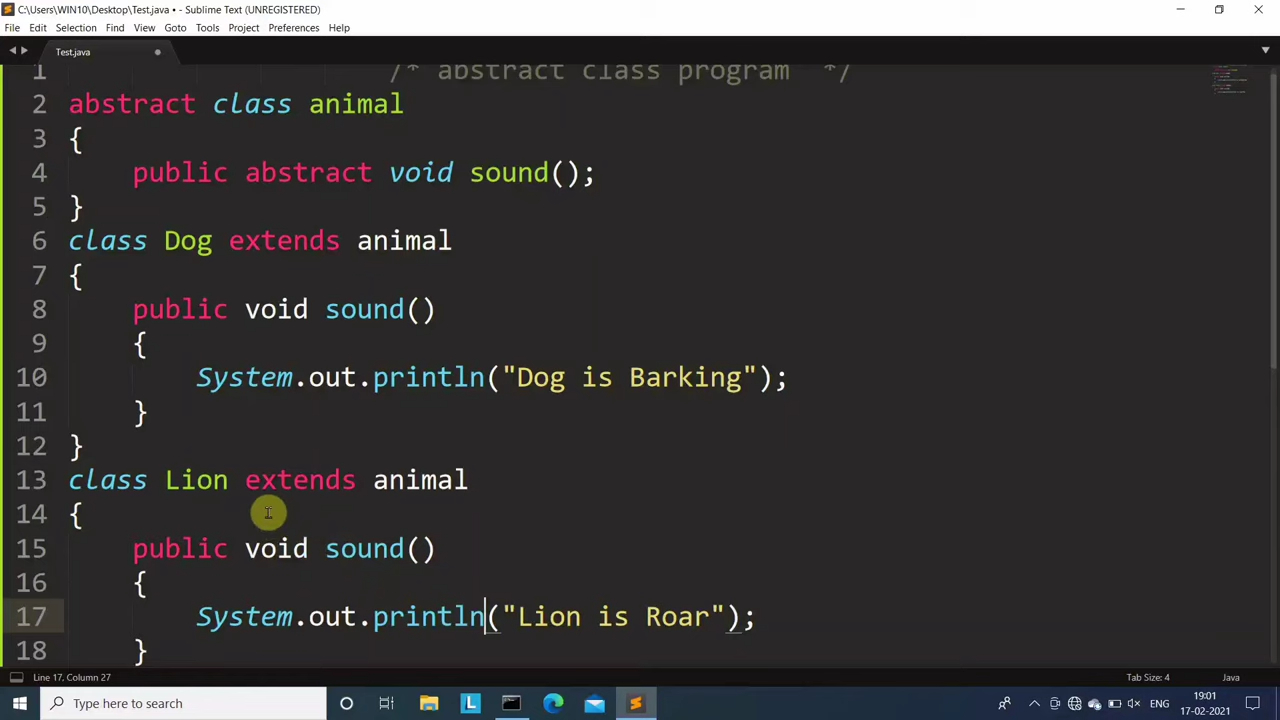 C:\Users\WIN10\Desktop\Test.java • - Sublime Text (UNREGISTERED)
File Edit Selection Find View Goto Tools Project Preferences Help
Test.java
1 /* abstract class program */
2 abstract class animal
3 {
4 public abstract void sound();
5 }
6 class Dog extends animal
7 {
8 public void sound()
9 {
10 System.out.println("Dog is Barking");
11 }
12 }
13 class Lion extends animal
14 {
15 public void sound()
16 {
17 System.out.println("Lion is Roar");
18 }
Line 17, Column 27 Tab Size: 4 Java
Type here to search L ENG 19:01
17-02-2021